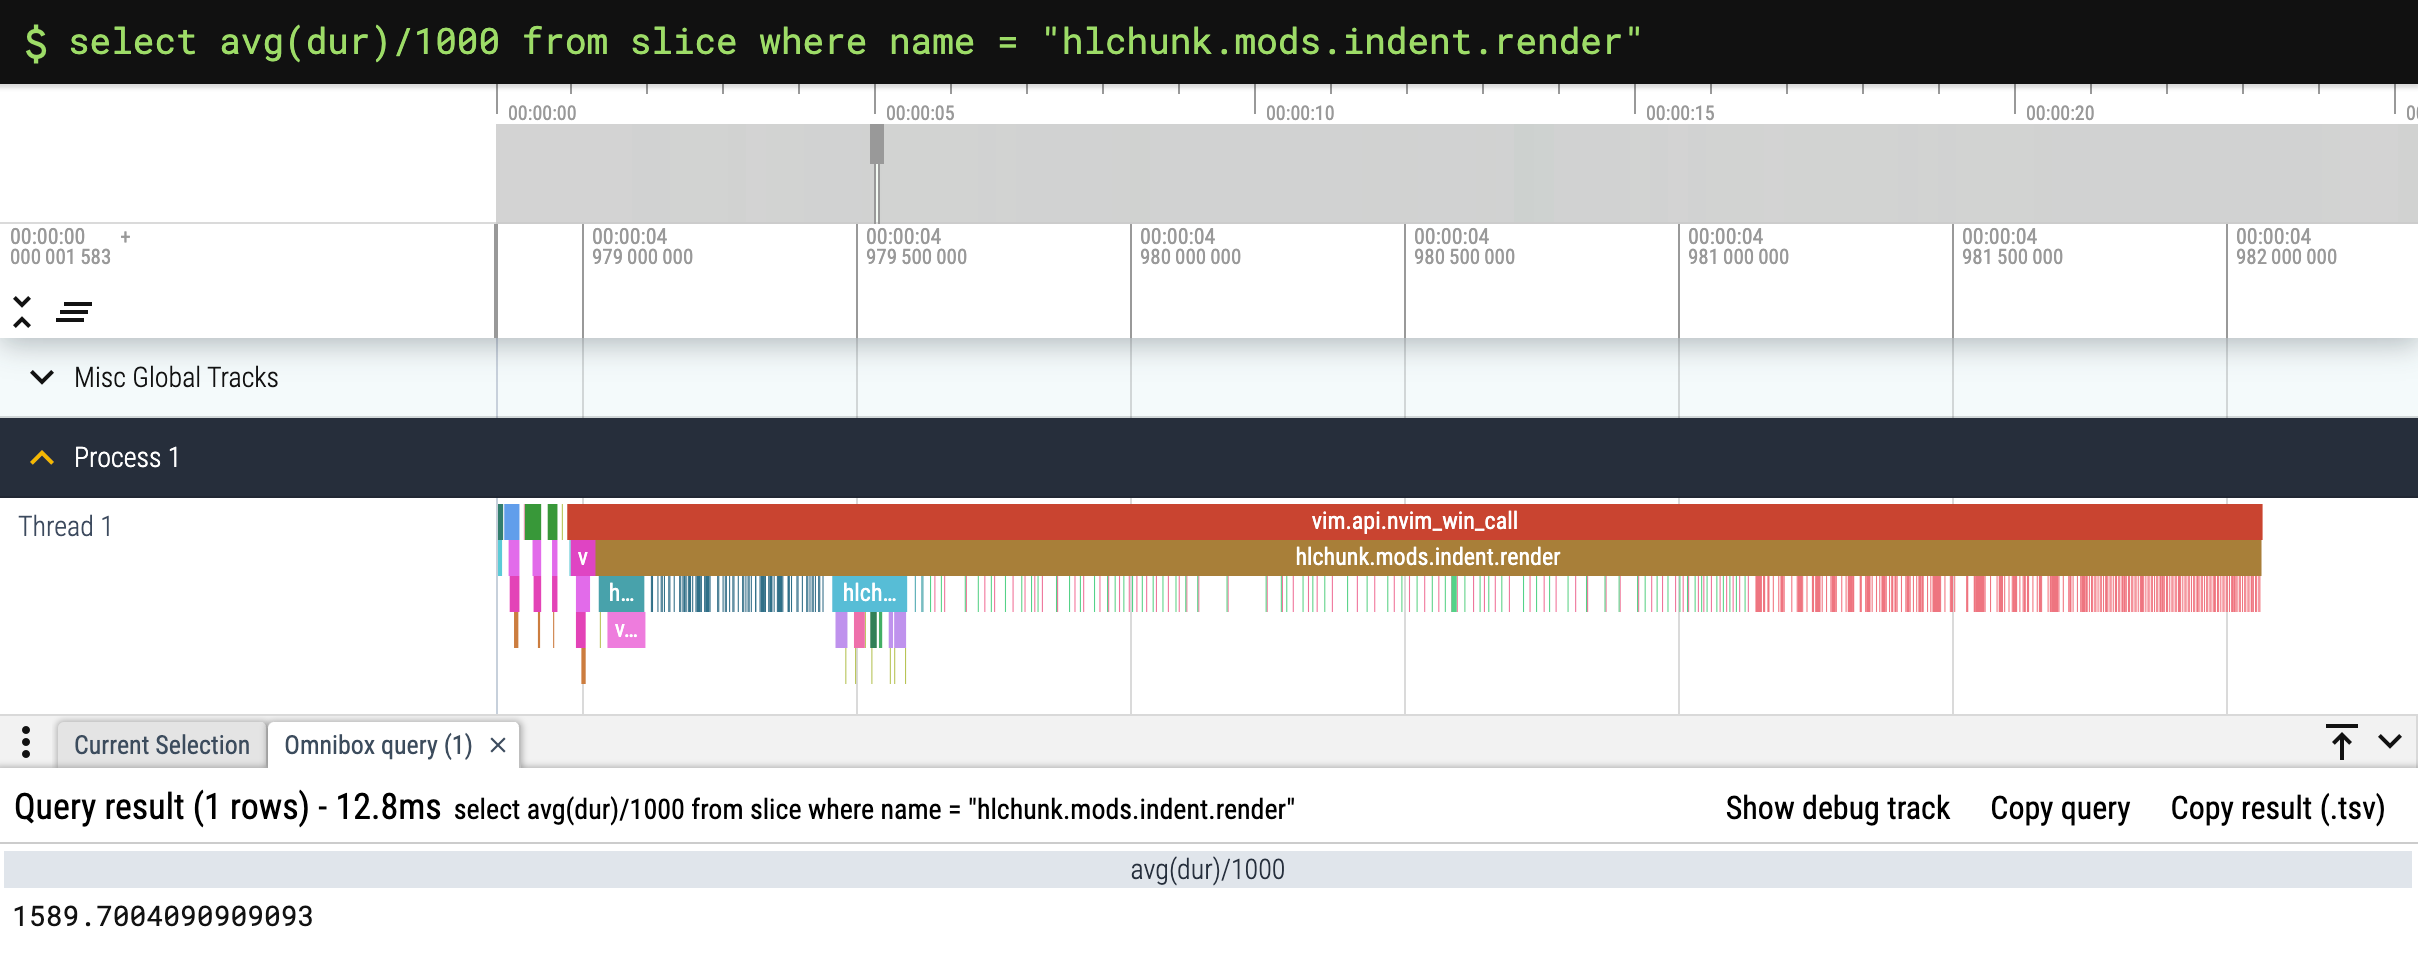 $ select avg(dur)/1000 from slice where name = "hlchunk.mods.indent.render"
00:00:00 00:00:05 00:00:10 00:00:15 00:00:20
00:00:00 + 00:00:04 00:00:04 00:00:04 00:00:04 00:00:04 00:00:04 00:00:04
000 001 583 979 000 000 979 500 000 980 000 000 980 500 000 981 000 000 981 500 000 982 000 000
Misc Global Tracks
Process 1
Thread 1 vim.api.nvim_win_call
v hlchunk.mods.indent.render
h... hlch...
v...
Current Selection Omnibox query (1) ×
Query result (1 rows) - 12.8ms select avg(dur)/1000 from slice where name = "hlchunk.mods.indent.render" Show debug track Copy query Copy result (.tsv)
avg(dur)/1000
1589.7004090909093